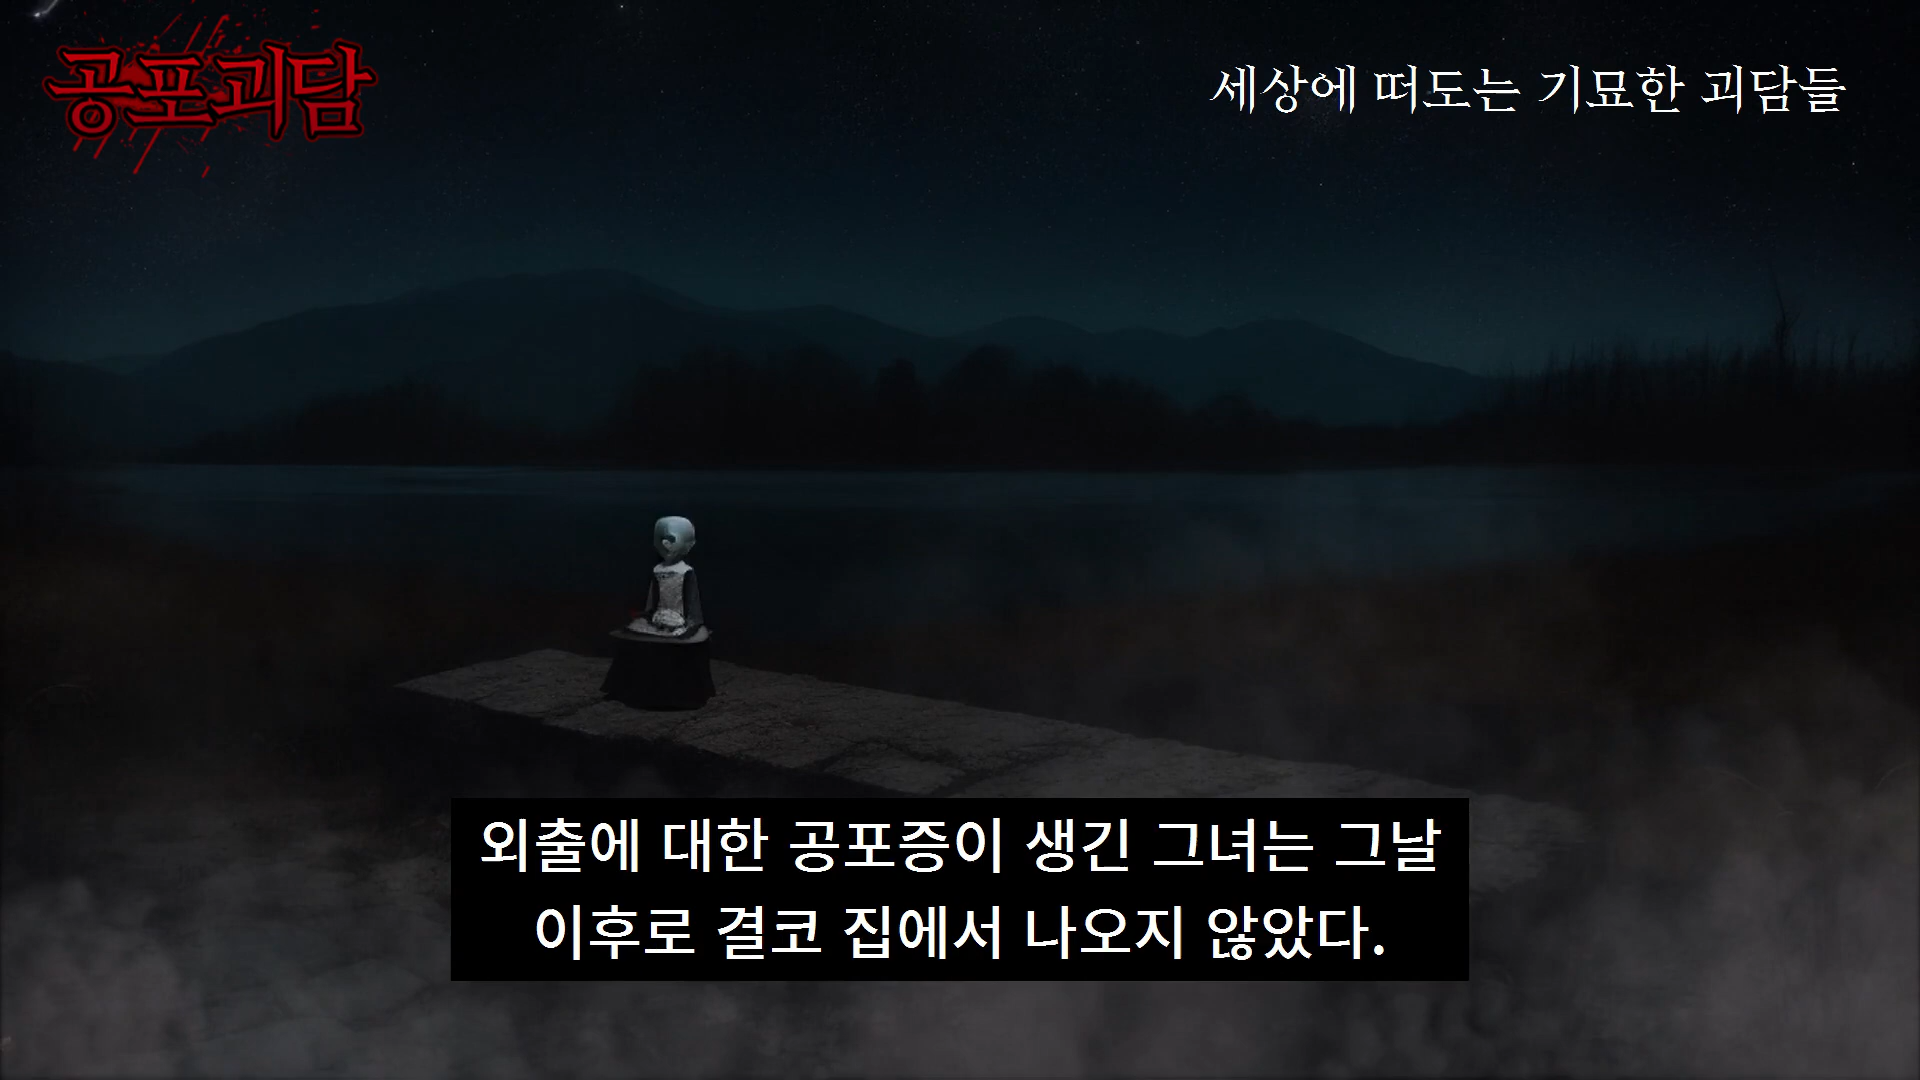 공포괴담
세상에 떠도는 기묘한 괴담들
외출에 대한 공포증이 생긴 그녀는 그날
이후로 결코 집에서 나오지 않았다.